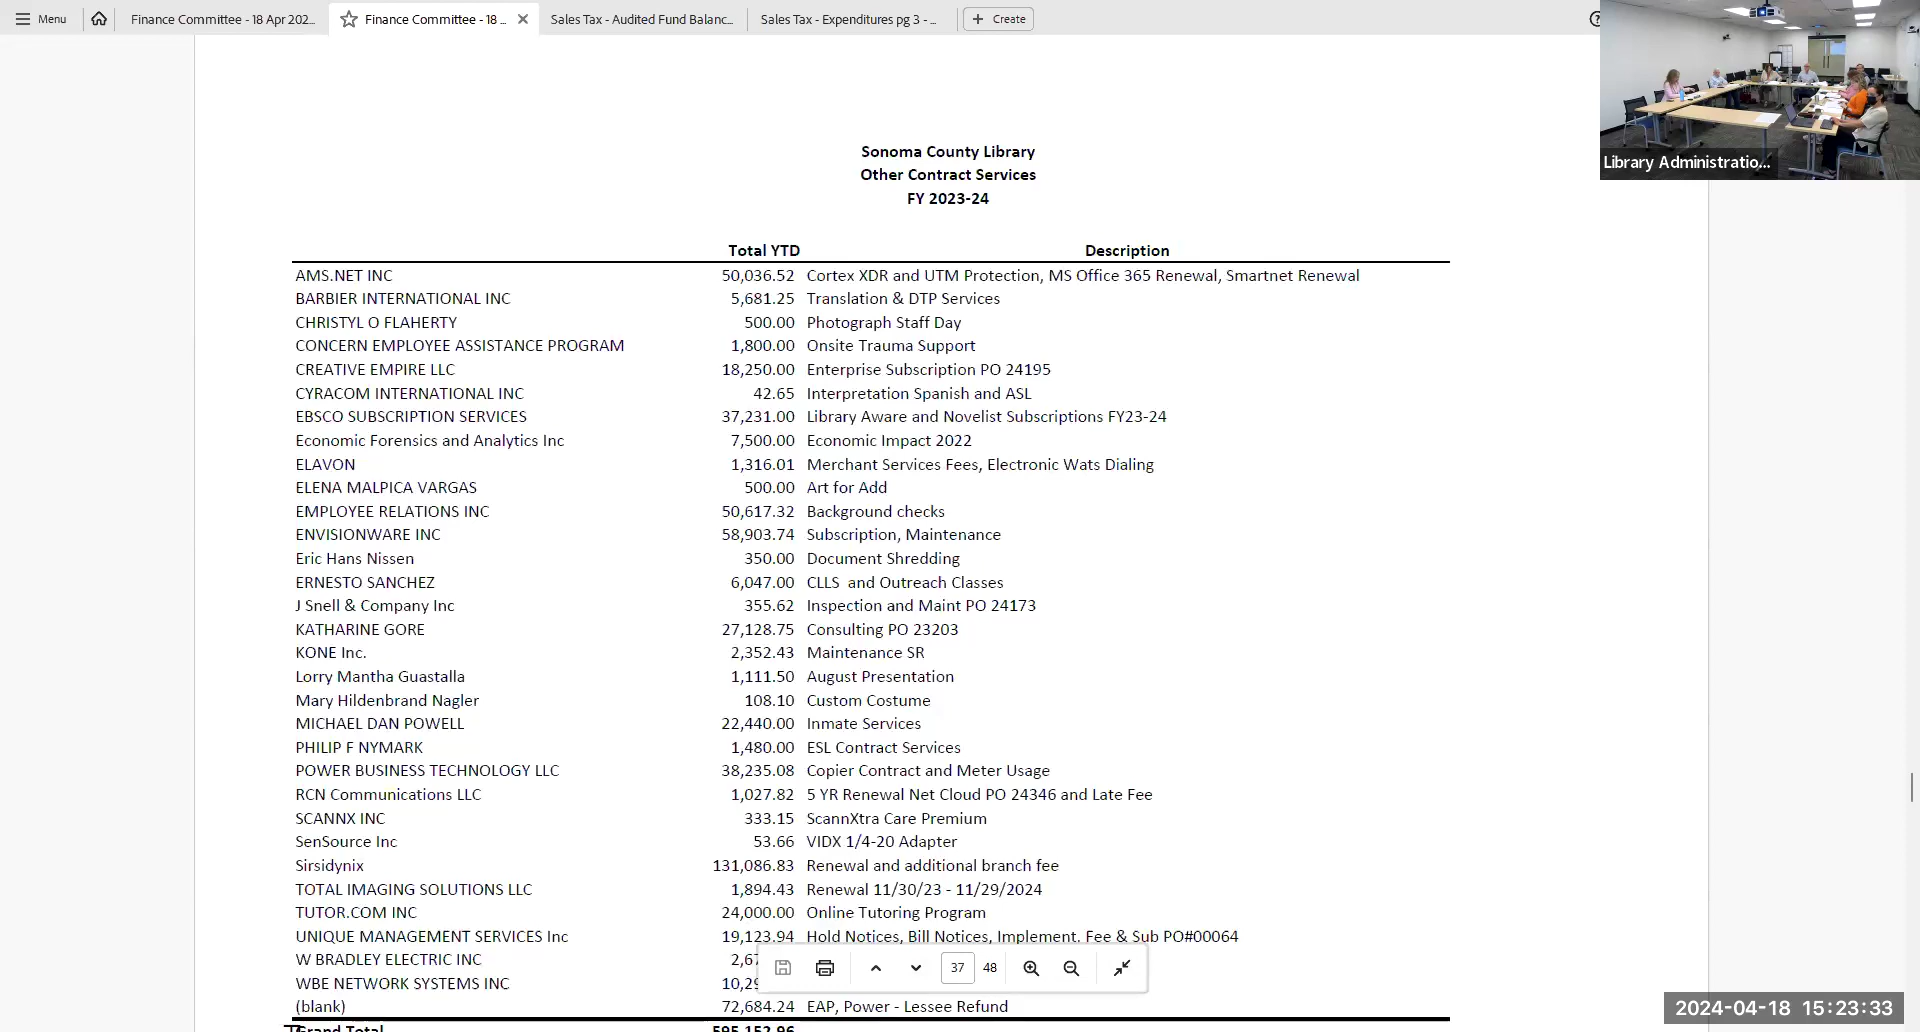 Menu
Finance Committee - 18 Apr 202...
Finance Committee - 18 ...
Sales Tax - Audited Fund Balanc...
Sales Tax - Expenditures pg 3 - ...
Create
Library Administratio...
Sonoma County Library
Other Contract Services
FY 2023-24
Total YTD Description
AMS.NET INC 50,036.52 Cortex XDR and UTM Protection, MS Office 365 Renewal, Smartnet Renewal
BARBIER INTERNATIONAL INC 5,681.25 Translation & DTP Services
CHRISTYL O FLAHERTY 500.00 Photograph Staff Day
CONCERN EMPLOYEE ASSISTANCE PROGRAM 1,800.00 Onsite Trauma Support
CREATIVE EMPIRE LLC 18,250.00 Enterprise Subscription PO 24195
CYRACOM INTERNATIONAL INC 42.65 Interpretation Spanish and ASL
EBSCO SUBSCRIPTION SERVICES 37,231.00 Library Aware and Novelist Subscriptions FY23-24
Economic Forensics and Analytics Inc 7,500.00 Economic Impact 2022
ELAVON 1,316.01 Merchant Services Fees, Electronic Wats Dialing
ELENA MALPICA VARGAS 500.00 Art for Add
EMPLOYEE RELATIONS INC 50,617.32 Background checks
ENVISIONWARE INC 58,903.74 Subscription, Maintenance
Eric Hans Nissen 350.00 Document Shredding
ERNESTO SANCHEZ 6,047.00 CLLS and Outreach Classes
J Snell & Company Inc 355.62 Inspection and Maint PO 24173
KATHARINE GORE 27,128.75 Consulting PO 23203
KONE Inc. 2,352.43 Maintenance SR
Lorry Mantha Guastalla 1,111.50 August Presentation
Mary Hildenbrand Nagler 108.10 Custom Costume
MICHAEL DAN POWELL 22,440.00 Inmate Services
PHILIP F NYMARK 1,480.00 ESL Contract Services
POWER BUSINESS TECHNOLOGY LLC 38,235.08 Copier Contract and Meter Usage
RCN Communications LLC 1,027.82 5 YR Renewal Net Cloud PO 24346 and Late Fee
SCANNX INC 333.15 ScannXtra Care Premium
SenSource Inc 53.66 VIDX 1/4-20 Adapter
Sirsidynix 131,086.83 Renewal and additional branch fee
TOTAL IMAGING SOLUTIONS LLC 1,894.43 Renewal 11/30/23 - 11/29/2024
TUTOR.COM INC 24,000.00 Online Tutoring Program
UNIQUE MANAGEMENT SERVICES Inc 19,123.94 Hold Notices, Bill Notices, Implement. Fee & Sub PO#00064
W BRADLEY ELECTRIC INC 2,67
37 48
WBE NETWORK SYSTEMS INC 10,29
(blank) 72,684.24 EAP, Power - Lessee Refund
Grand Total 595,152.96
2024-04-18 15:23:33